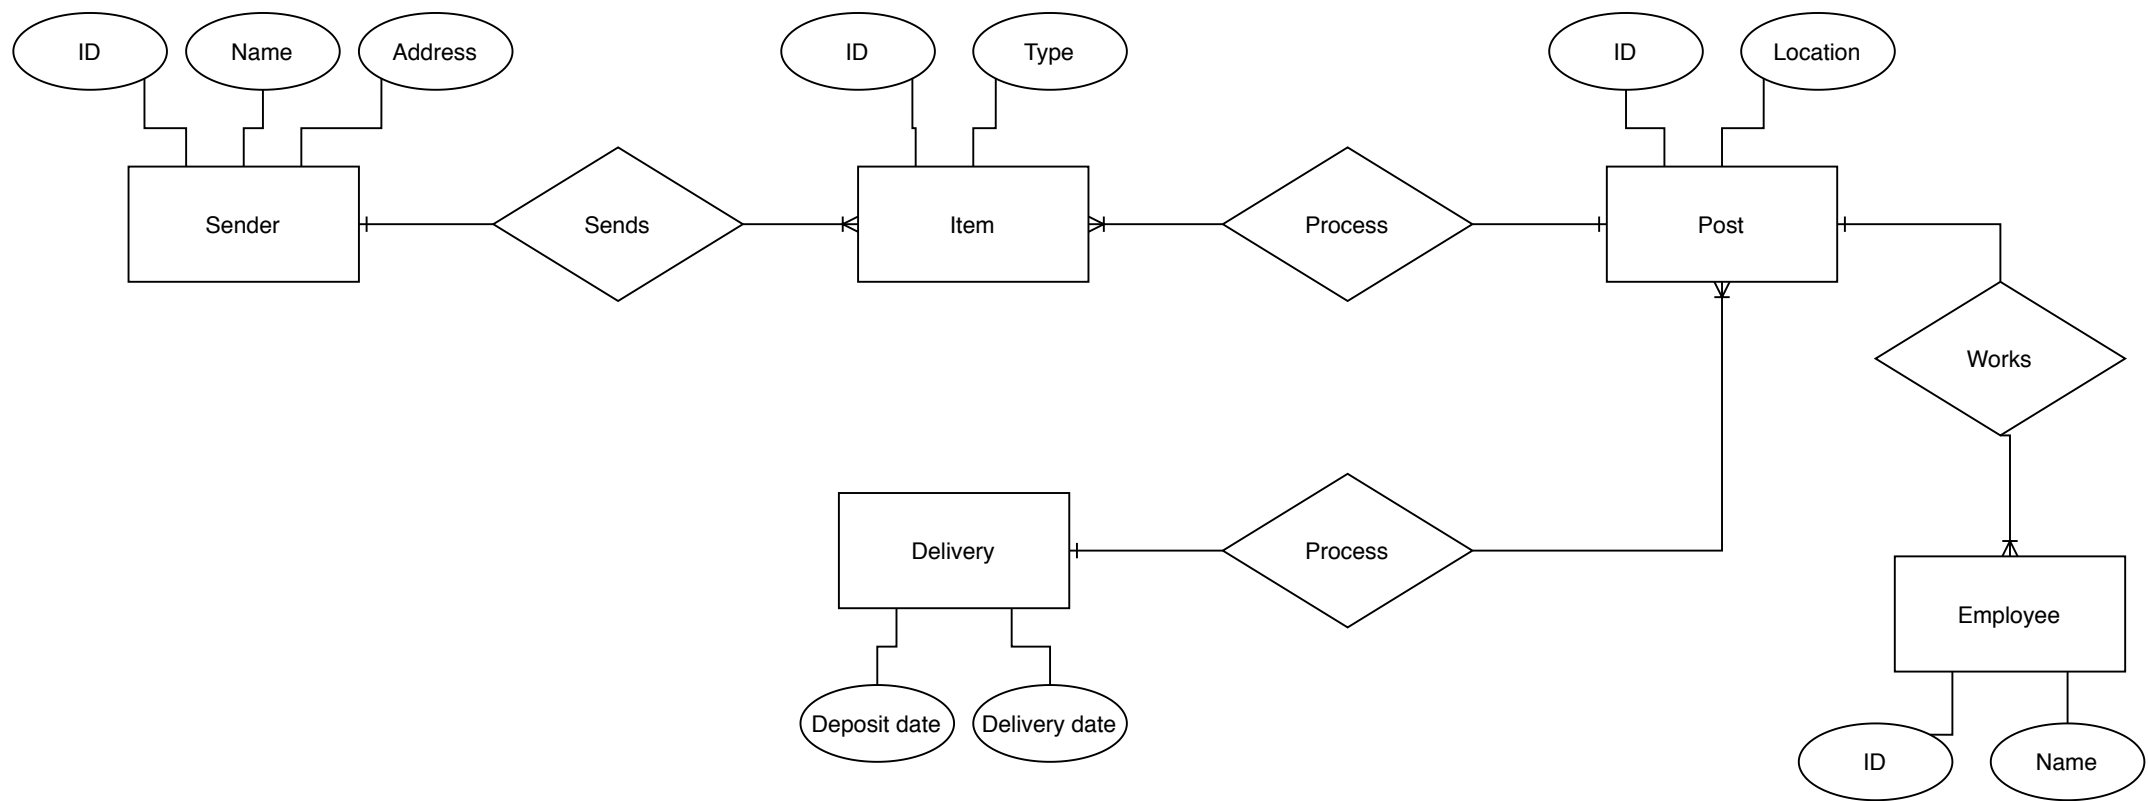 ID
Name
Address
ID
Type
ID
Location
Sender
Sends
Item
Process
Post
Works
Delivery
Process
Employee
Deposit date
Delivery date
ID
Name